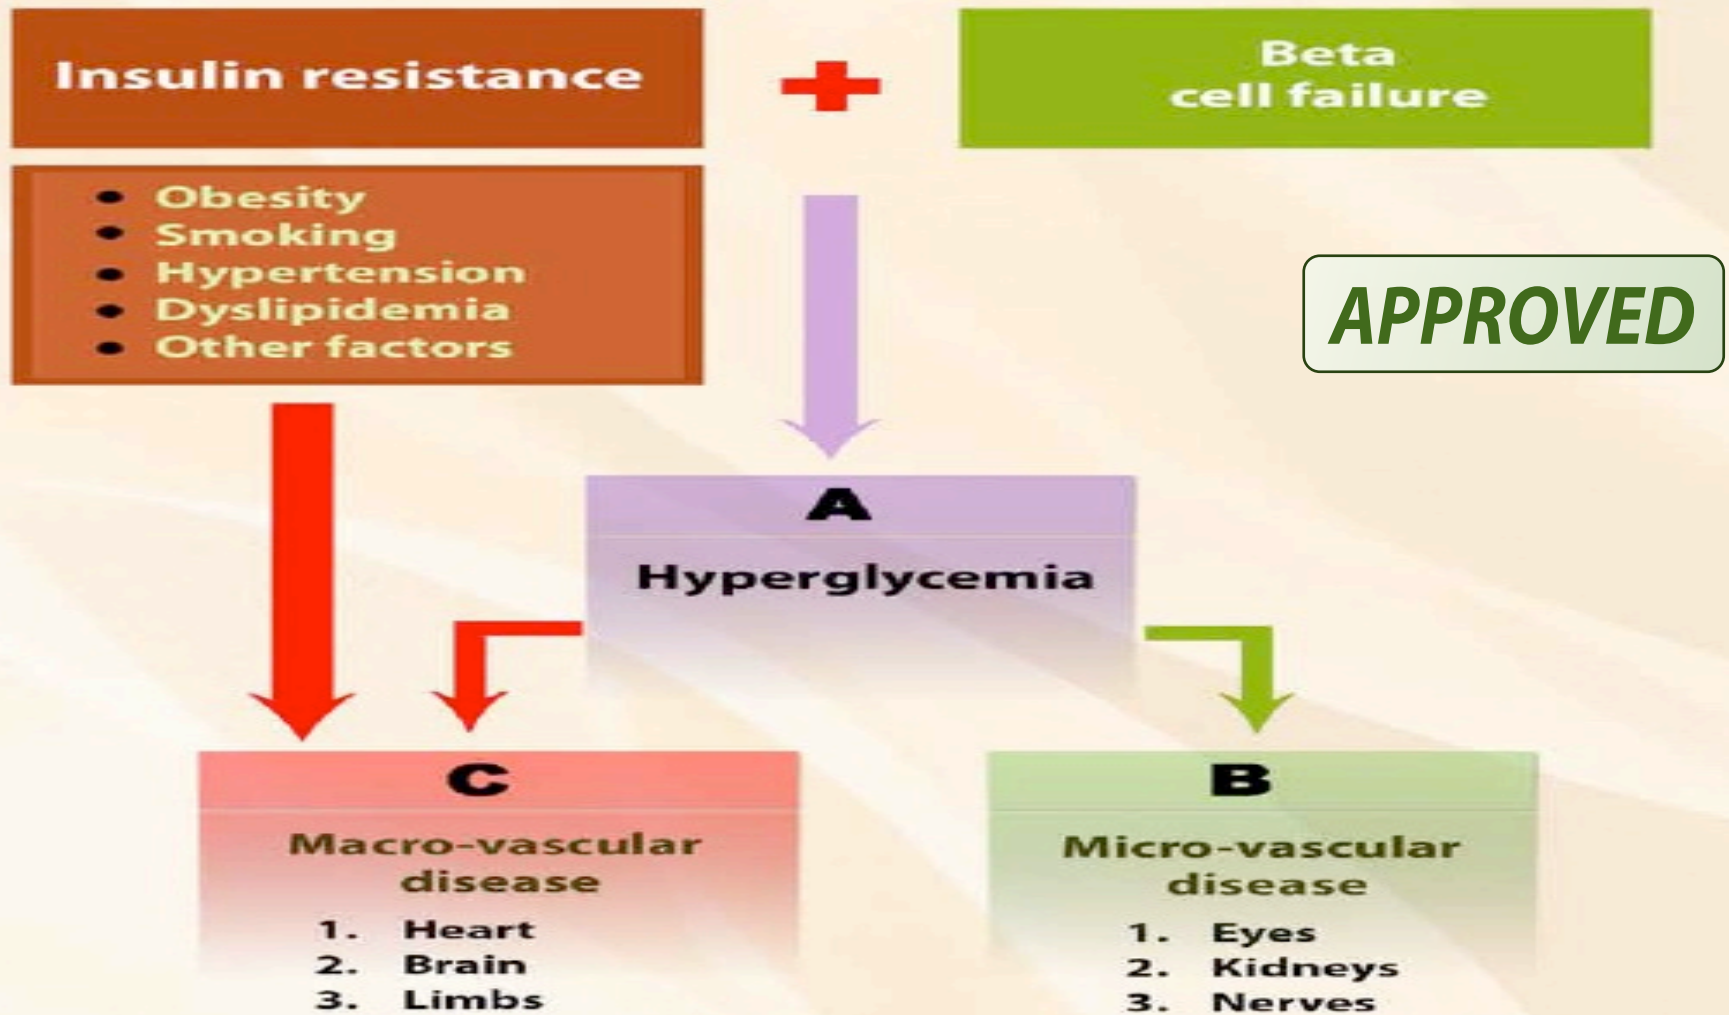 Insulin resistance
+
Beta
cell failure
• Obesity
• Smoking
• Hypertension
• Dyslipidemia
• Other factors
APPROVED
A
Hyperglycemia
C
Macro-vascular
disease
1. Heart
2. Brain
3. Limbs
B
Micro-vascular
disease
1. Eyes
2. Kidneys
3. Nerves